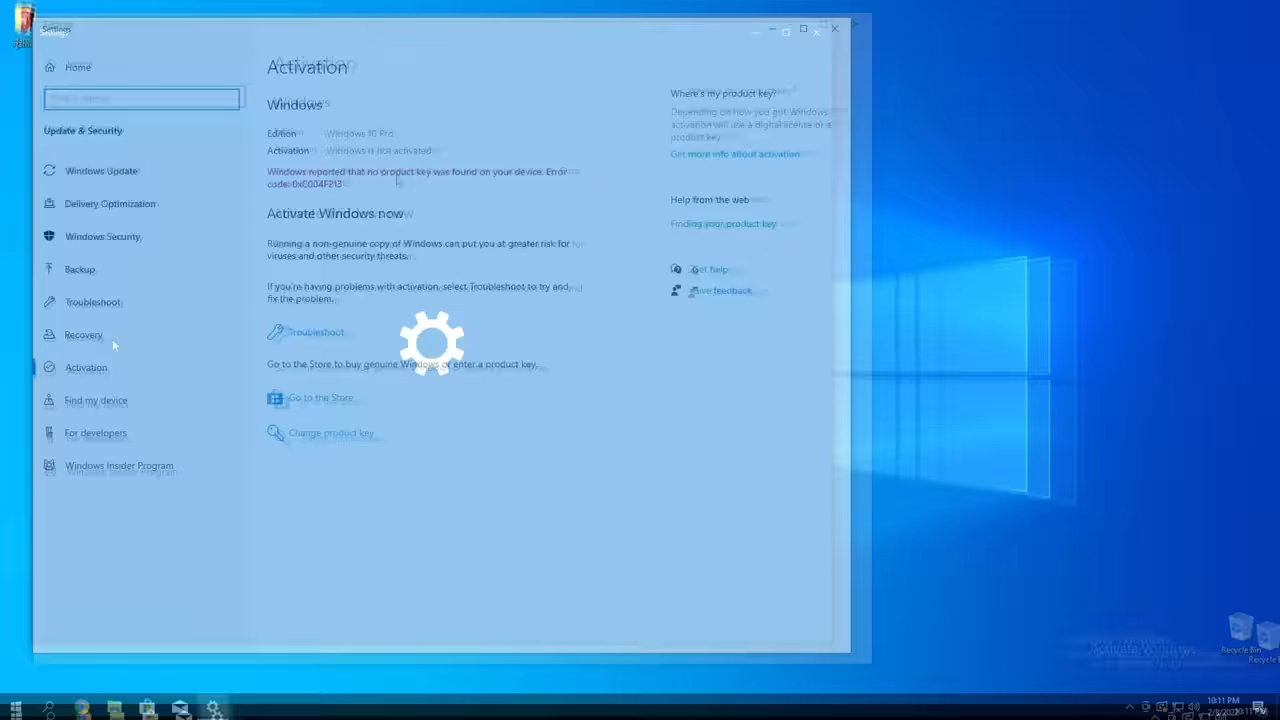 Settings
Home
Find a setting
Update & Security
Windows Update
Delivery Optimization
Windows Security
Backup
Troubleshoot
Recovery
Activation
Find my device
For developers
Windows Insider Program
Activation
Windows
Edition Windows 10 Pro
Activation Windows is not activated
Windows reported that no product key was found on your device. Error
code: 0xC004F213
Activate Windows now
Running a non-genuine copy of Windows can put you at greater risk for
viruses and other security threats.
If you're having problems with activation, select Troubleshoot to try and
fix the problem.
Troubleshoot
Go to the Store to buy genuine Windows or enter a product key.
Go to the Store
Change product key
Where's my product key?
Depending on how you got Windows
activation will use a digital license or a
product key
Get more info about activation
Help from the web
Finding your product key
Get help
Give feedback
Activate Windows
Recycle Bin
Recycle
10:11 PM